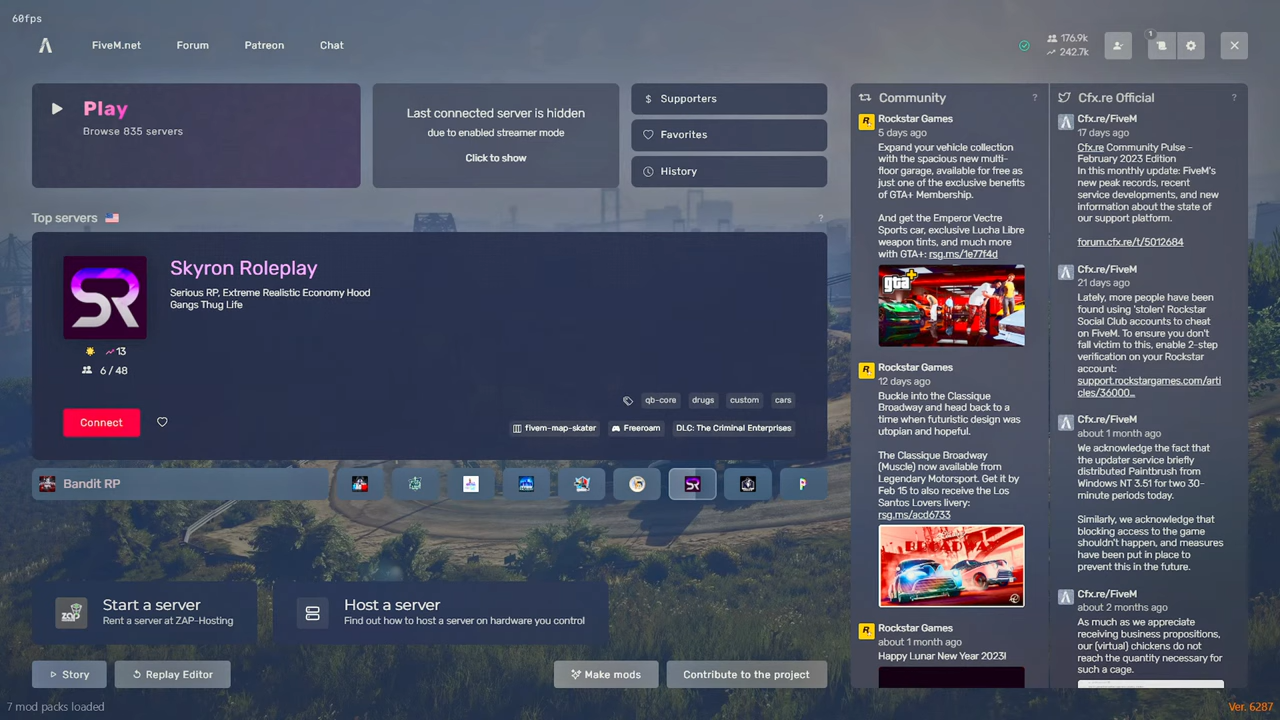 60fps
FiveM.net
Forum
Patreon
Chat
176.9k
242.7k
1
Play
Browse 835 servers
Last connected server is hidden
due to enabled streamer mode
Click to show
$ Supporters
Favorites
History
Top servers
?
Skyron Roleplay
Serious RP, Extreme Realistic Economy Hood
Gangs Thug Life
SR
13
6 / 48
Connect
qb-core
drugs
custom
cars
fivem-map-skater
Freeroam
DLC: The Criminal Enterprises
Bandit RP
SR
P
Start a server
Rent a server at ZAP-Hosting
ZAP
Host a server
Find out how to host a server on hardware you control
Story
Replay Editor
Make mods
Contribute to the project
7 mod packs loaded
Community
?
Rockstar Games
5 days ago
Expand your vehicle collection
with the spacious new multi-
floor garage, available for free as
just one of the exclusive benefits
of GTA+ Membership.
And get the Emperor Vectre
Sports car, exclusive Lucha Libre
weapon tints, and much more
with GTA+: rsg.ms/1e77f4d
gta+
Rockstar Games
12 days ago
Buckle into the Classique
Broadway and head back to a
time when futuristic design was
utopian and hopeful.
The Classique Broadway
(Muscle) now available from
Legendary Motorsport. Get it by
Feb 15 to also receive the Los
Santos Lovers livery:
rsg.ms/acd6733
BROADWAY
Rockstar Games
about 1 month ago
Happy Lunar New Year 2023!
Cfx.re Official
?
Cfx.re/FiveM
17 days ago
Cfx.re Community Pulse –
February 2023 Edition
In this monthly update: FiveM's
new peak records, recent
service developments, and new
information about the state of
our support platform.
forum.cfx.re/t/5012684
Cfx.re/FiveM
21 days ago
Lately, more people have been
found using 'stolen' Rockstar
Social Club accounts to cheat
on FiveM. To ensure you don't
fall victim to this, enable 2-step
verification on your Rockstar
account:
support.rockstargames.com/arti
cles/36000…
Cfx.re/FiveM
about 1 month ago
We acknowledge the fact that
the updater service briefly
distributed Paintbrush from
Windows NT 3.51 for two 30-
minute periods today.
Similarly, we acknowledge that
blocking access to the game
shouldn't happen, and measures
have been put in place to
prevent this in the future.
Cfx.re/FiveM
about 2 months ago
As much as we appreciate
receiving business propositions,
our (virtual) chickens do not
reach the quantity necessary for
such a cage.
Ver. 6287